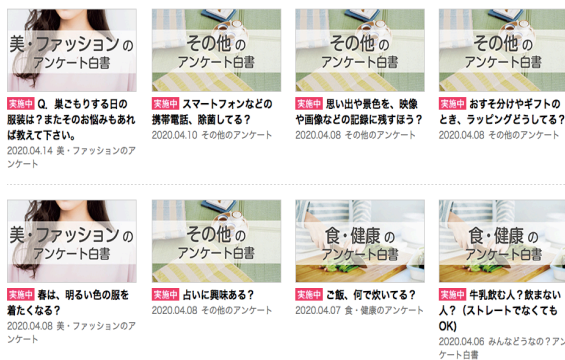 美・ファッションの
アンケート白書
実施中 Q. 巣ごもりする日の
服装は？またそのお悩みもあれ
ば教えて下さい。
2020.04.14 美・ファッションのア
ンケート
その他の
アンケート白書
実施中 スマートフォンなどの
携帯電話、除菌してる？
2020.04.10 その他のアンケート
その他の
アンケート白書
実施中 思い出や景色を、映像
や画像などの記録に残すほう？
2020.04.08 その他のアンケート
その他の
アンケート白書
実施中 おすそ分けやギフトの
とき、ラッピングどうしてる？
2020.04.08 その他のアンケート
美・ファッションの
アンケート白書
実施中 春は、明るい色の服を
着たくなる？
2020.04.08 美・ファッションのア
ンケート
その他の
アンケート白書
実施中 占いに興味ある？
2020.04.08 その他のアンケート
食・健康の
アンケート白書
実施中 ご飯、何で炊いてる？
2020.04.07 食・健康のアンケート
食・健康の
アンケート白書
実施中 牛乳飲む人？飲まない
人？（ストレートでなくても
OK)
2020.04.06 みんなどうなの？アン
ケート白書